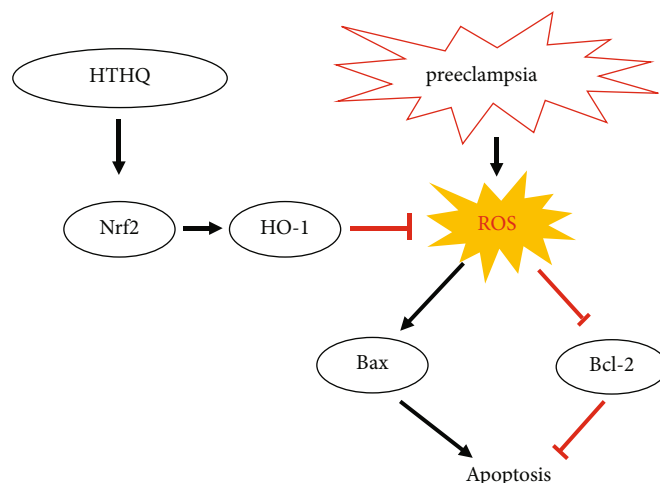 HTHQ
preeclampsia
Nrf2
HO-1
ROS
Bax
Bcl-2
Apoptosis